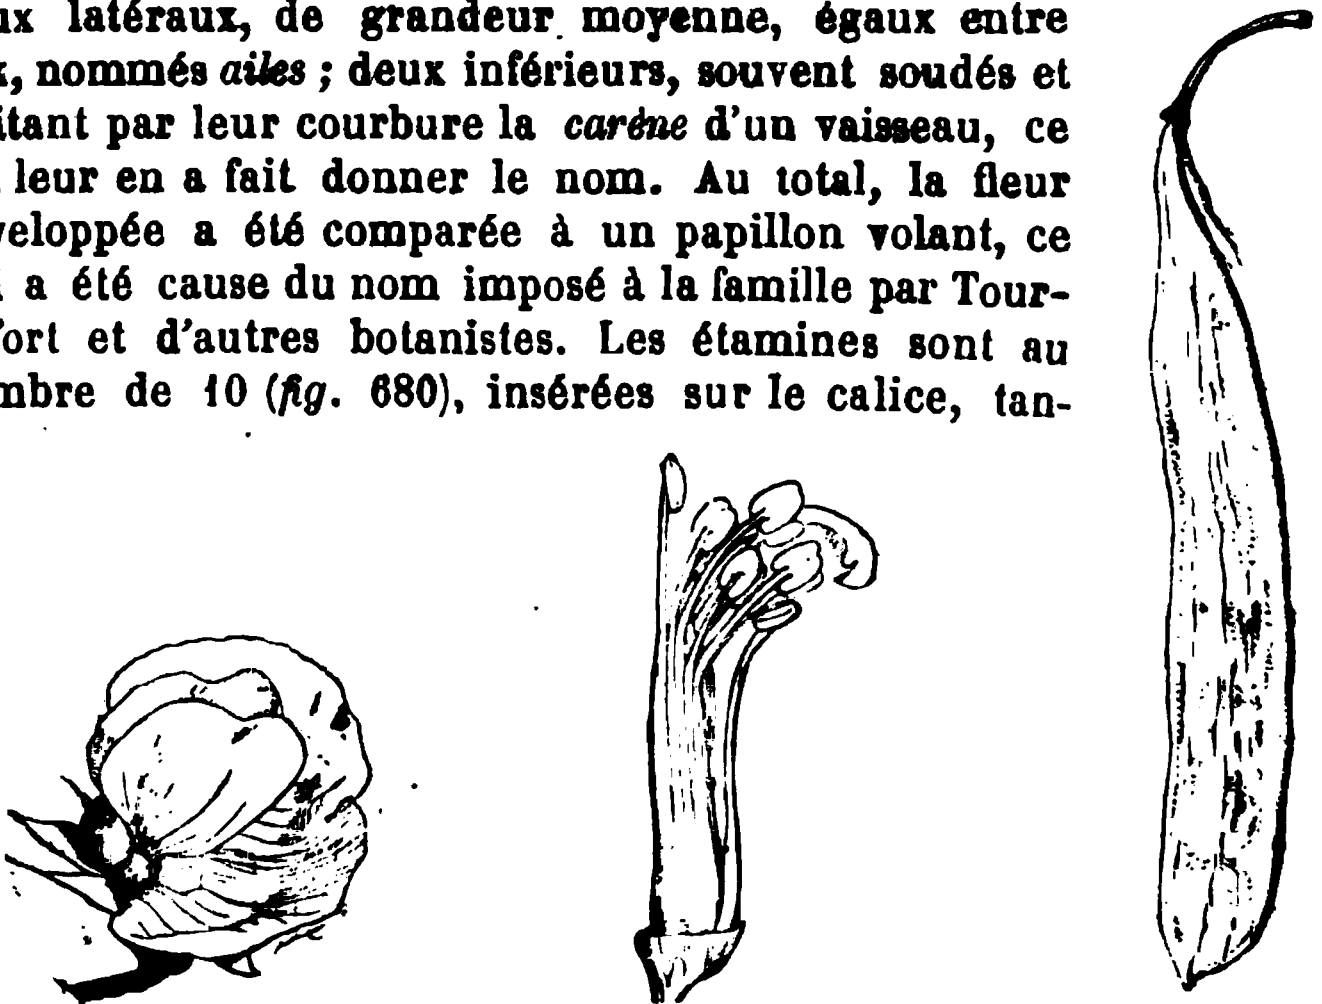 ux latéraux, de grandeur moyenne, égaux entre
x, nommés ailes ; deux inférieurs, souvent soudés et
itant par leur courbure la carène d'un vaisseau, ce
leur en a fait donner le nom. Au total, la fleur
veloppée a été comparée à un papillon volant, ce
i a été cause du nom imposé à la famille par Tour-
fort et d'autres botanistes. Les étamines sont au
mbre de 10 (fig. 680), insérées sur le calice, tan-